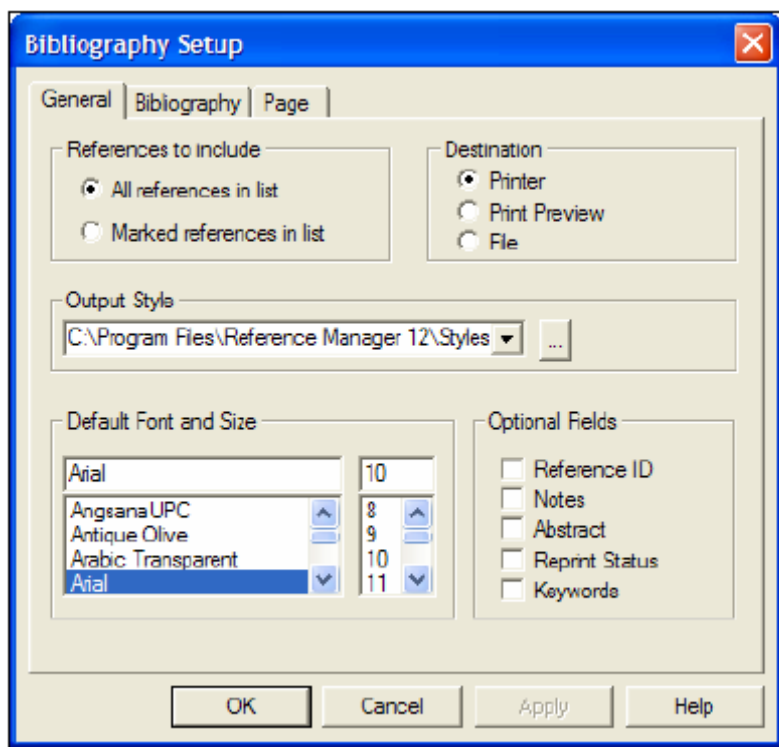 Bibliography Setup
General Bibliography Page
References to include
All references in list
Marked references in list
Destination
Printer
Print Preview
File
Output Style
C:\Program Files\Reference Manager 12\Styles
...
Default Font and Size
Arial
10
AngsanaUPC
Antique Olive
Arabic Transparent
Arial
8
9
10
11
Optional Fields
Reference ID
Notes
Abstract
Reprint Status
Keywords
OK Cancel Apply Help